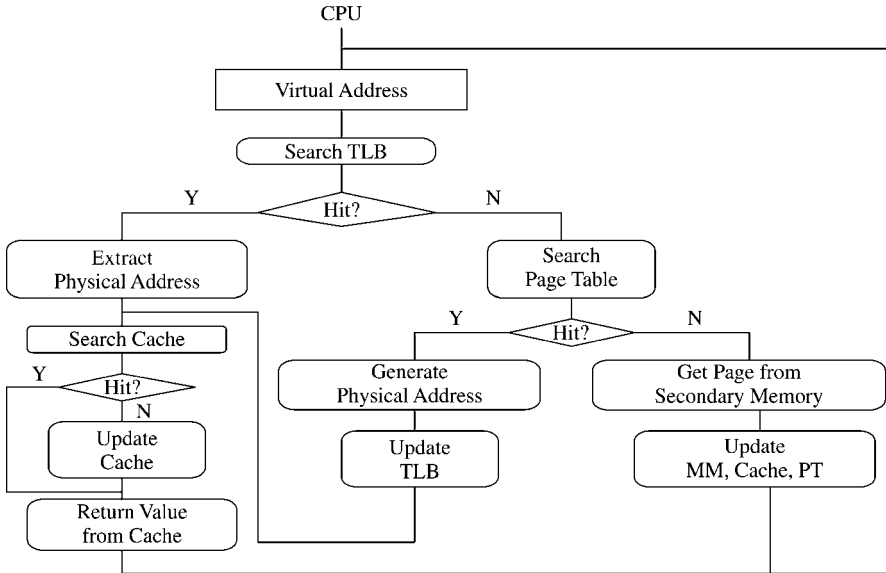 CPU
Virtual Address
Search TLB
Y
Hit?
N
Extract
Physical Address
Search
Page Table
Search Cache
Y
Hit?
N
Y
Hit?
N
Generate
Physical Address
Get Page from
Secondary Memory
Update
Cache
Update
TLB
Update
MM, Cache, PT
Return Value
from Cache